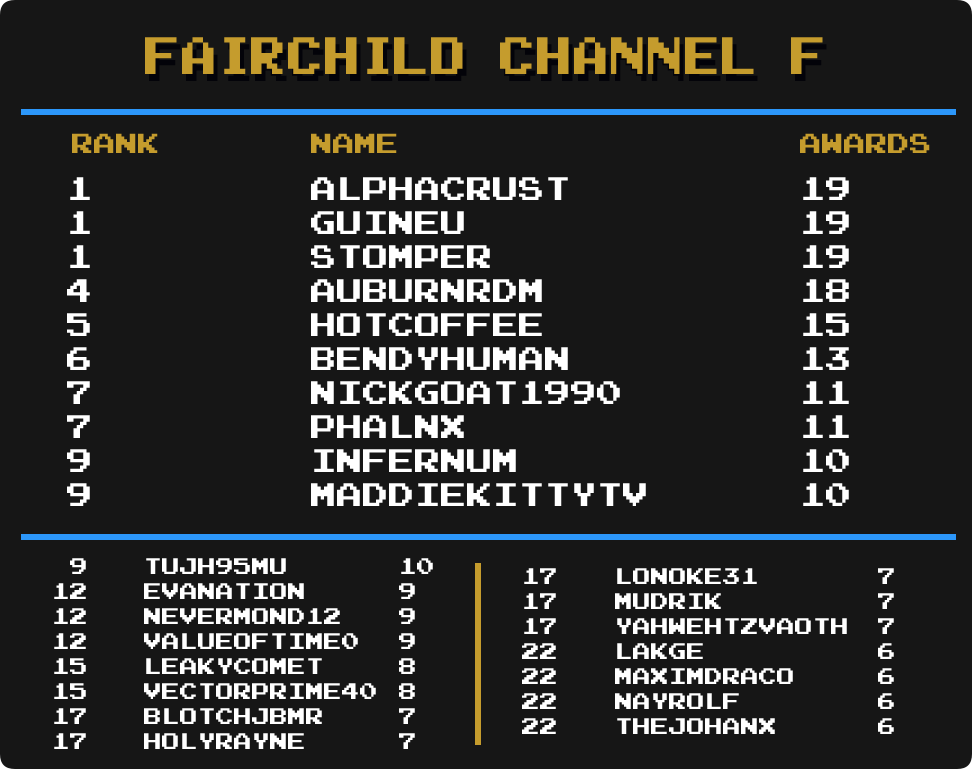 FAIRCHILD CHANNEL F
RANK NAME AWARDS
1 ALPHACRUST 19
1 GUINEU 19
1 STOMPER 19
4 AUBURNRDM 18
5 HOTCOFFEE 15
6 BENDYHUMAN 13
7 NICKGOAT1990 11
7 PHALNX 11
9 INFERNUM 10
9 MADDIEKITTYTV 10
9 TUJH95MU 10
12 EVANATION 9
12 NEVERMOND12 9
12 VALUEOFTIME0 9
15 LEAKYCOMET 8
15 VECTORPRIME40 8
17 BLOTCHJBMR 7
17 HOLYRAYNE 7
17 LONOKE31 7
17 MUDRIK 7
17 YAHWEHTZVAOTH 7
22 LAKGE 6
22 MAXIMDRACO 6
22 NAYROLF 6
22 THEJOHANX 6